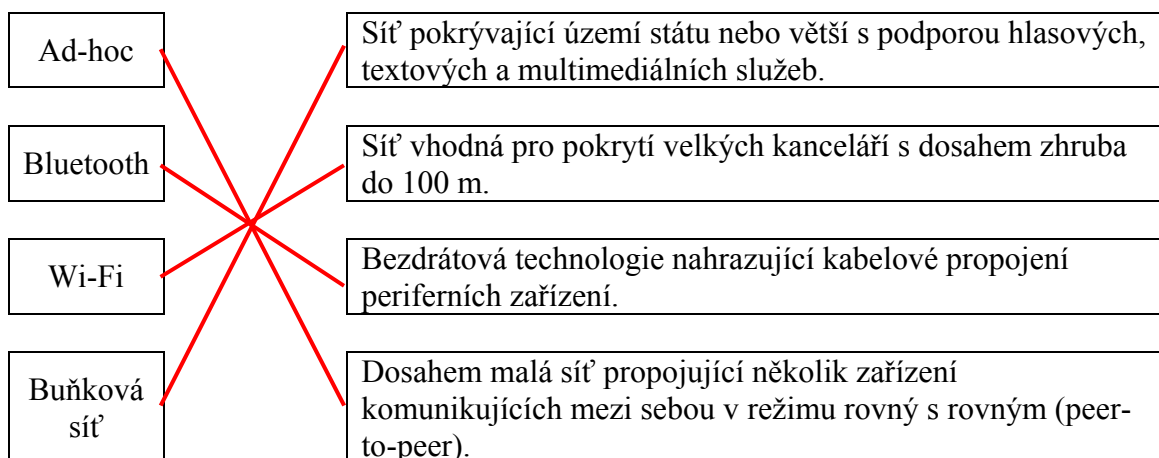 Ad-hoc
Síť pokrývající území státu nebo větší s podporou hlasových,
textových a multimediálních služeb.
Bluetooth
Síť vhodná pro pokrytí velkých kanceláří s dosahem zhruba
do 100 m.
Wi-Fi
Bezdrátová technologie nahrazující kabelové propojení
periferních zařízení.
Buňková
síť
Dosahem malá síť propojující několik zařízení
komunikujících mezi sebou v režimu rovný s rovným (peer-
to-peer).